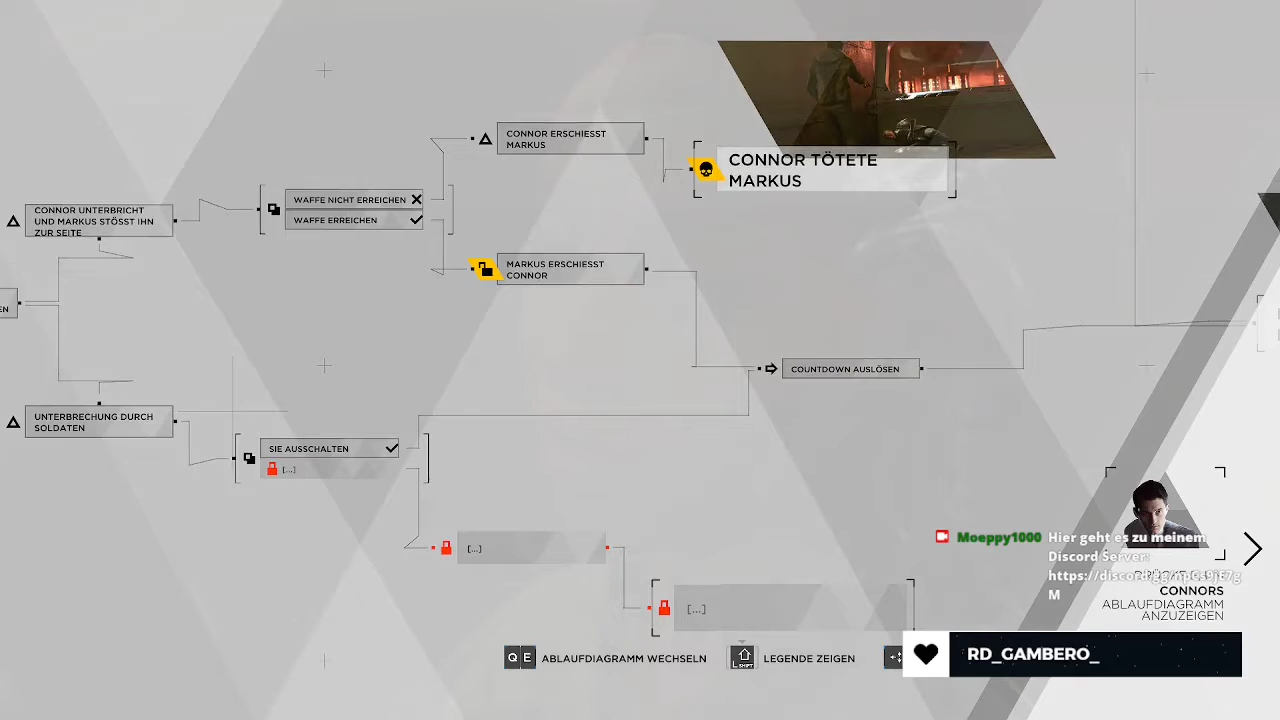 CONNOR ERSCHIESST
MARKUS
CONNOR TÖTETE
MARKUS
WAFFE NICHT ERREICHEN
WAFFE ERREICHEN
CONNOR UNTERBRICHT
UND MARKUS STÖSST IHN
ZUR SEITE
MARKUS ERSCHIESST
CONNOR
EN
COUNTDOWN AUSLÖSEN
UNTERBRECHUNG DURCH
SOLDATEN
SIE AUSSCHALTEN
[...]
[...]
[...]
Moeppy1000 Hier geht es zu meinem
Discord Server:
CONNORS
ABLAUFDIAGRAMM
ANZUZEIGEN
Q E ABLAUFDIAGRAMM WECHSELN
L SHIFT LEGENDE ZEIGEN
RD_GAMBERO_